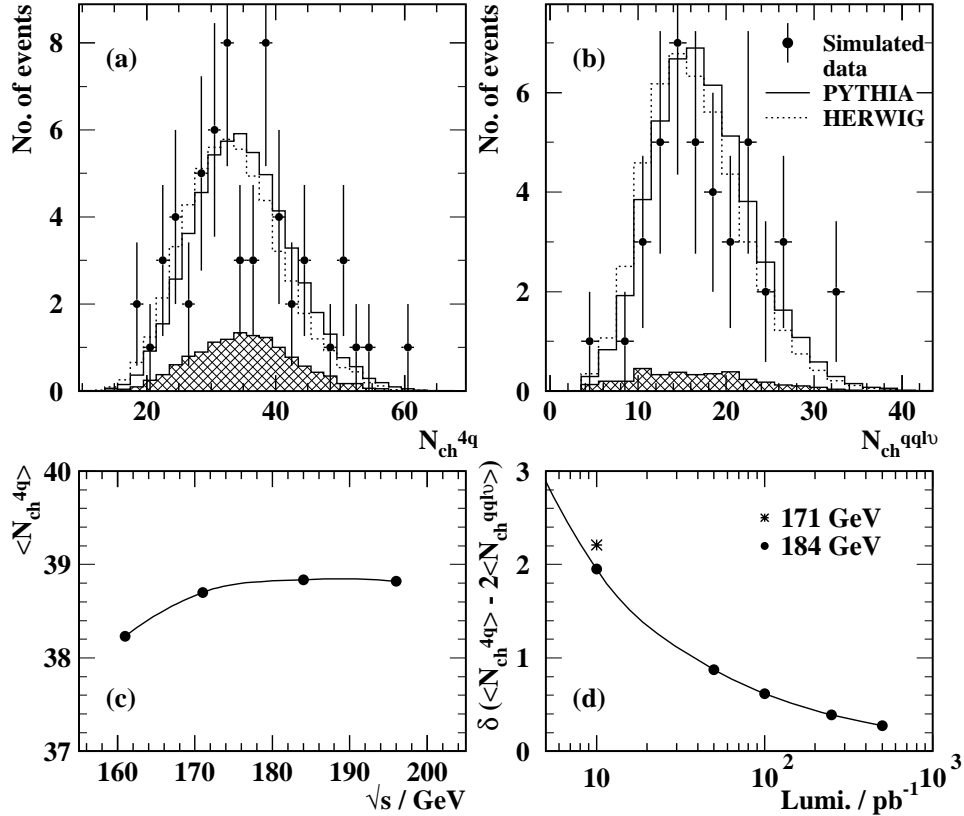 No. of events
8
6
4
2
0
(a)
20
40
60
N_ch^4q
No. of events
6
4
2
0
(b)
Simulated
data
PYTHIA
HERWIG
0
10
20
30
40
N_ch^qqlυ
<N_ch^4q>
40
39
38
37
(c)
160
170
180
190
200
√s / GeV
δ (<N_ch^4q> - 2<N_ch^qqlυ>)
3
2
1
0
171 GeV
184 GeV
(d)
10
10^2
10^3
Lumi. / pb^-1